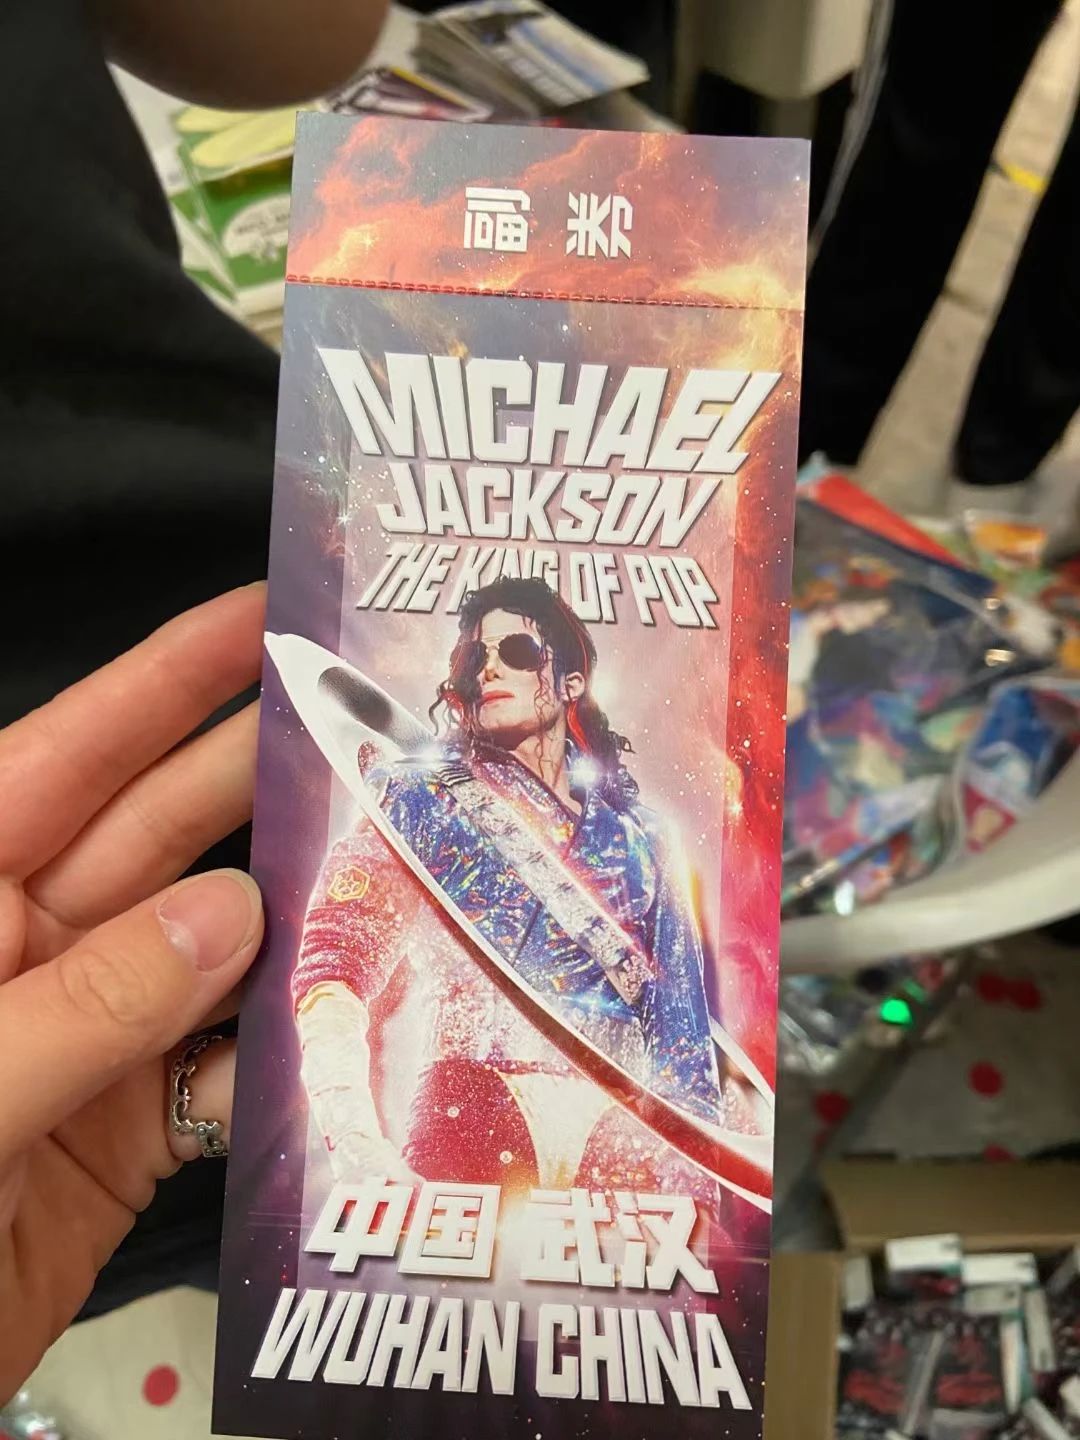 副券
MICHAEL
JACKSON
THE KING OF POP
中国 武汉
WUHAN CHINA